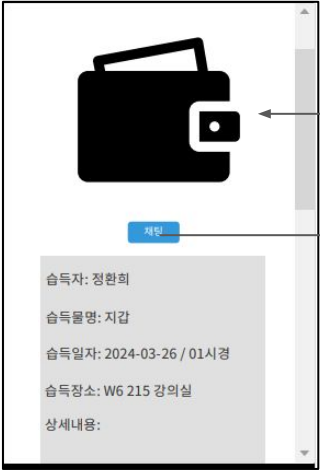 채팅
습득자: 정환희
습득물명: 지갑
습득일자: 2024-03-26 / 01시경
습득장소: W6 215 강의실
상세내용: